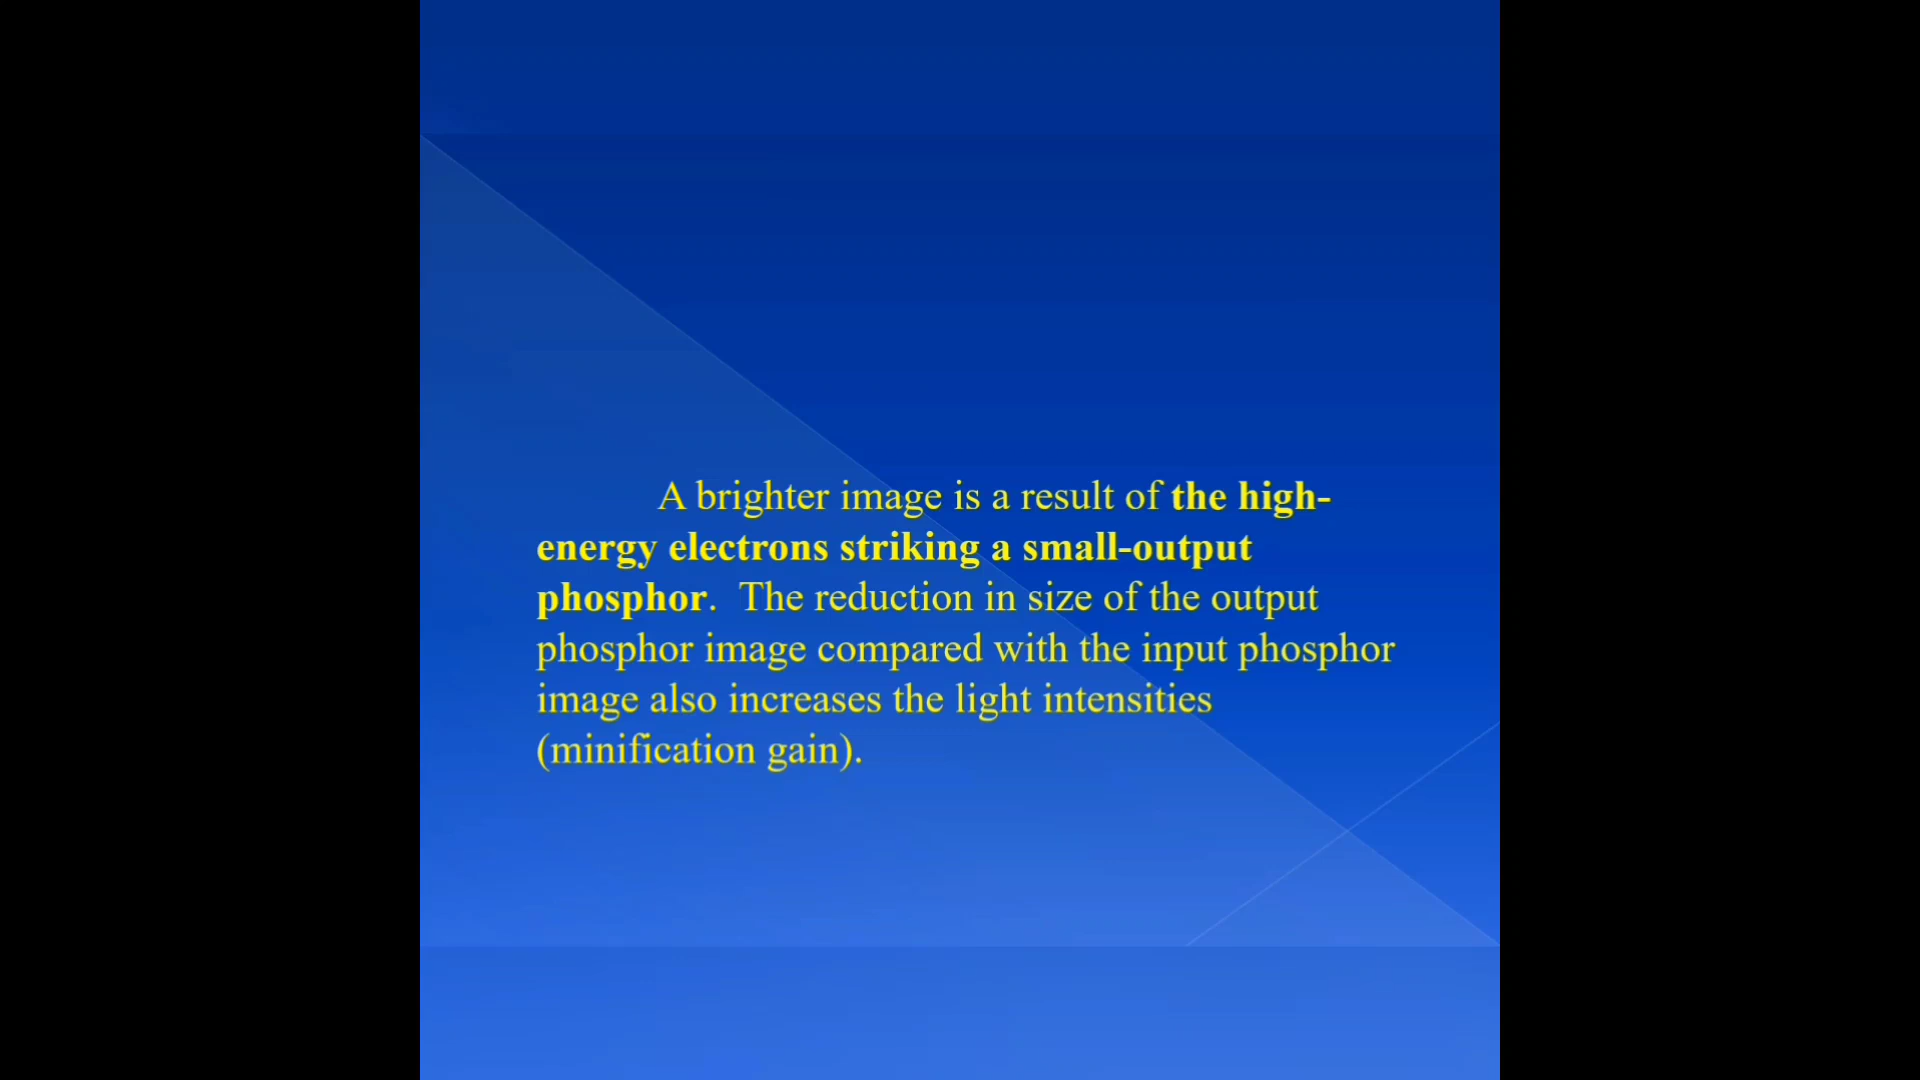 A brighter image is a result of the high-
energy electrons striking a small-output
phosphor.  The reduction in size of the output
phosphor image compared with the input phosphor
image also increases the light intensities
(minification gain).